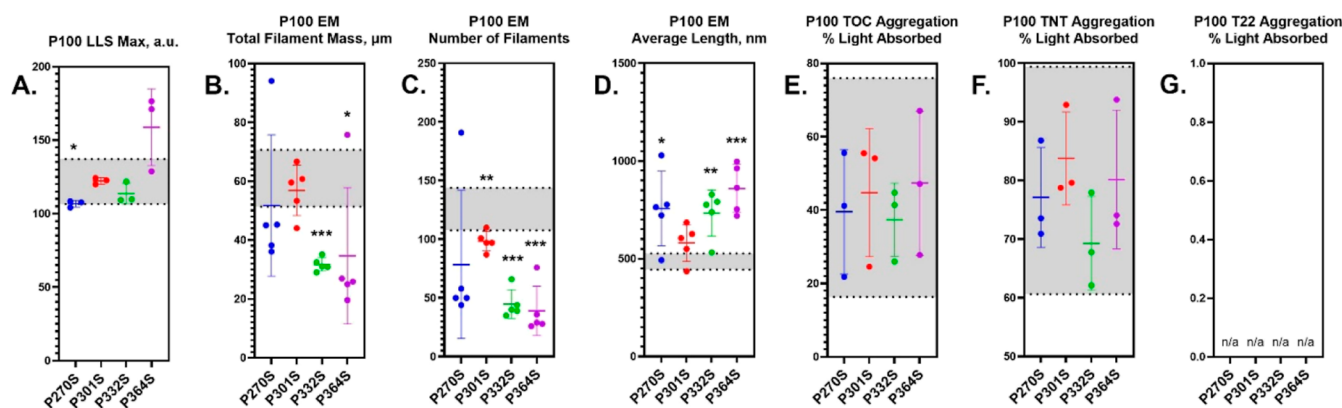 A.
P100 LLS Max, a.u.
200
150
100
50
0
P270S
P301S
P332S
P364S
*
B.
P100 EM
Total Filament Mass, µm
100
80
60
40
20
0
P270S
P301S
P332S
P364S
***
*
C.
P100 EM
Number of Filaments
250
200
150
100
50
0
P270S
P301S
P332S
P364S
**
***
***
D.
P100 EM
Average Length, nm
1500
1000
500
0
P270S
P301S
P332S
P364S
*
**
***
E.
P100 TOC Aggregation
% Light Absorbed
80
60
40
20
0
P270S
P301S
P332S
P364S
F.
P100 TNT Aggregation
% Light Absorbed
100
90
80
70
60
50
P270S
P301S
P332S
P364S
G.
P100 T22 Aggregation
% Light Absorbed
1.0
0.8
0.6
0.4
0.2
0.0
n/a n/a n/a n/a
P270S
P301S
P332S
P364S